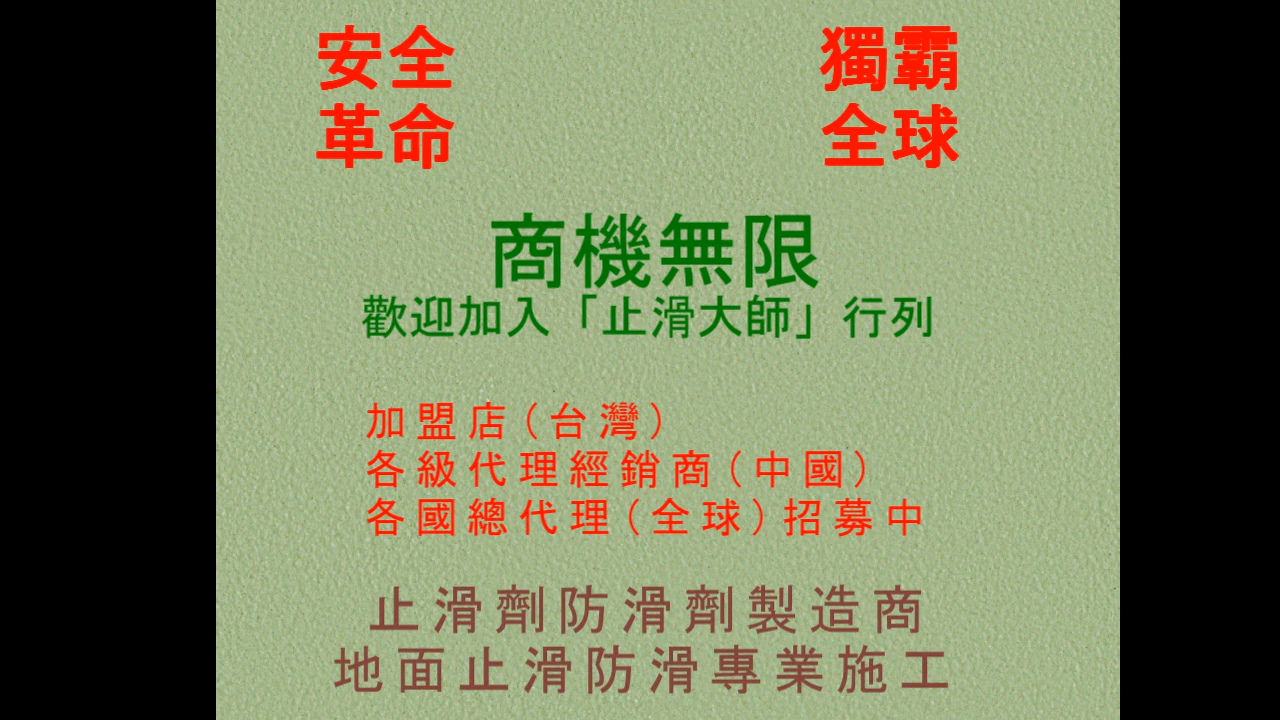 安全
革命
獨霸
全球
商機無限
歡迎加入「止滑大師」行列
加盟店(台灣)
各級代理經銷商(中國)
各國總代理(全球)招募中
止滑劑防滑劑製造商
地面止滑防滑專業施工